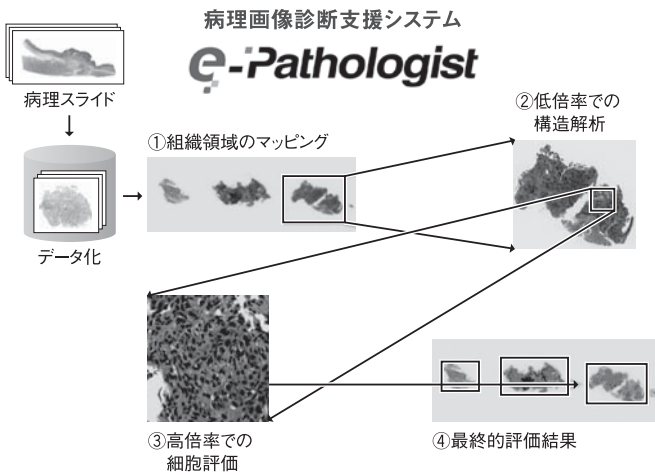 病理画像診断支援システム
e-Pathologist
病理スライド
データ化
①組織領域のマッピング
②低倍率での
構造解析
③高倍率での
細胞評価
④最終的評価結果